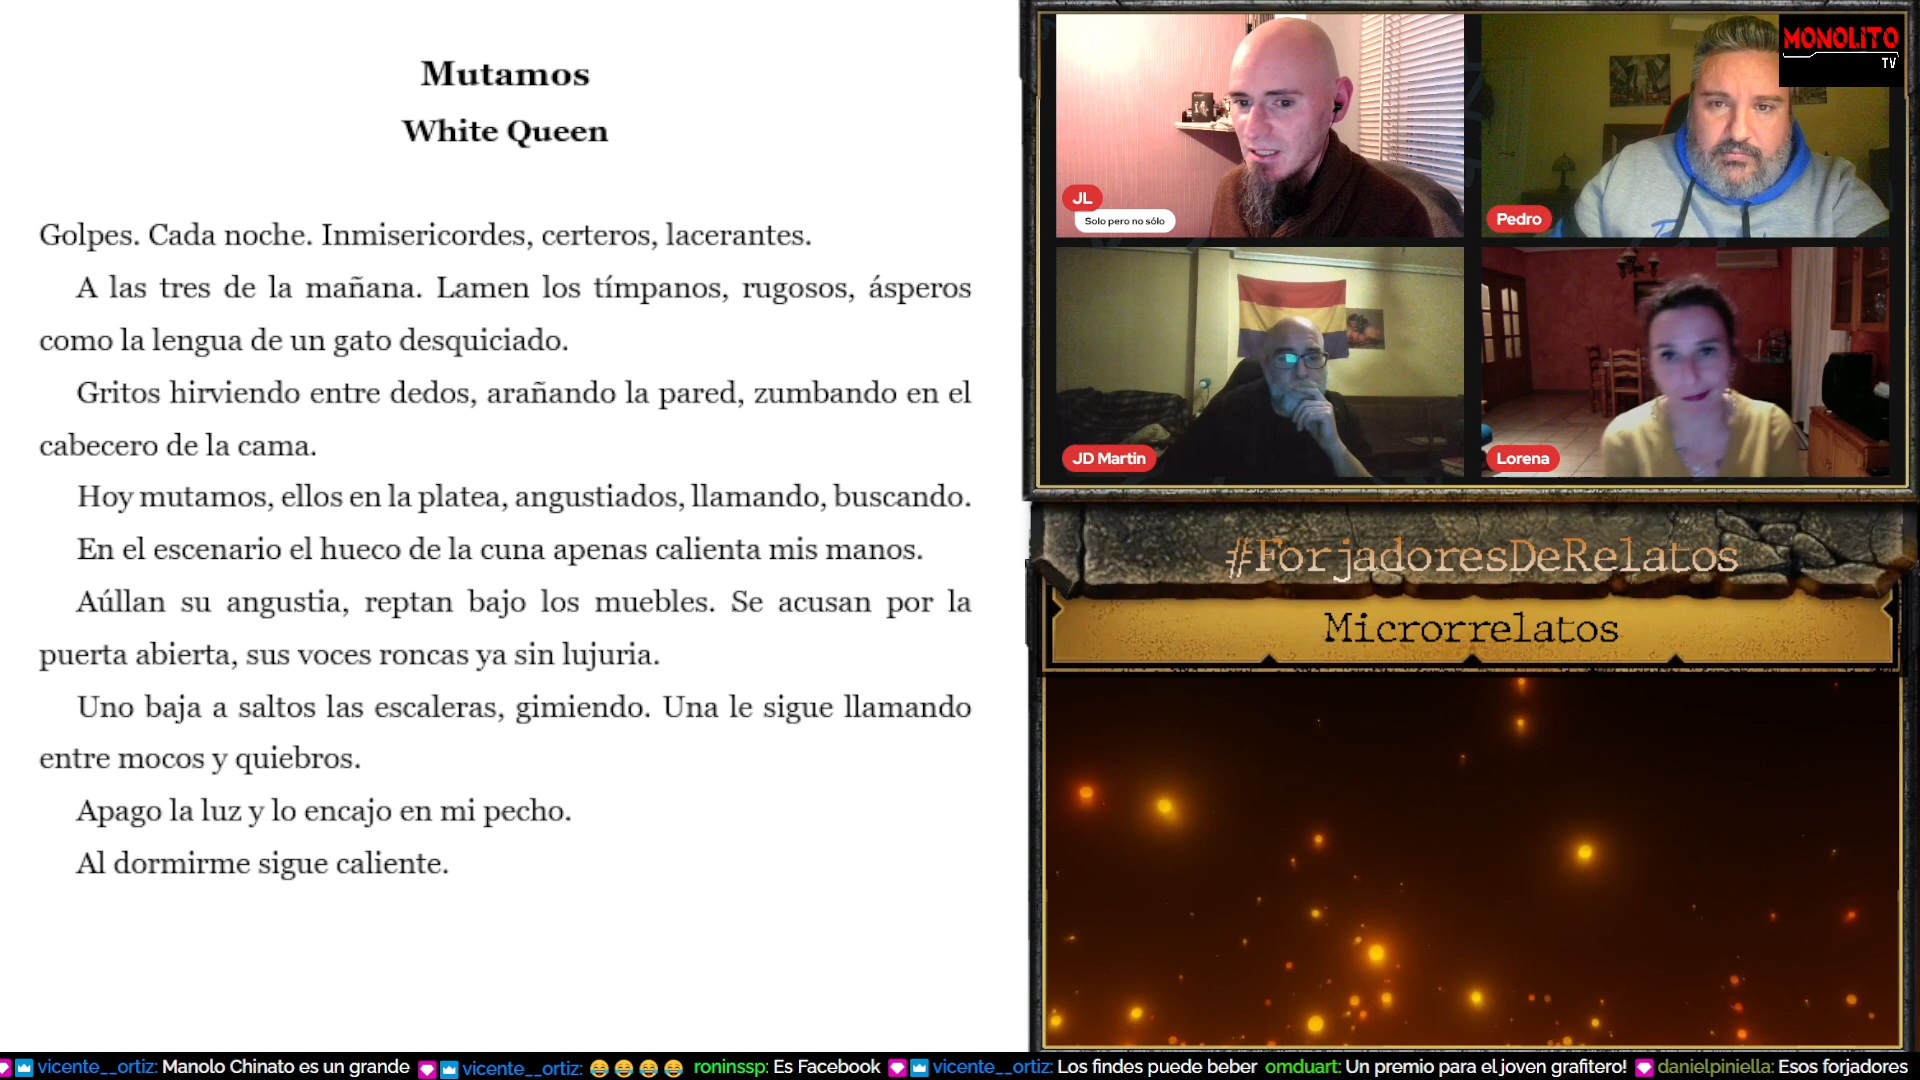 Mutamos
White Queen
Golpes. Cada noche. Inmisericordes, certeros, lacerantes.
A las tres de la mañana. Lamen los tímpanos, rugosos, ásperos
como la lengua de un gato desquiciado.
Gritos hirviendo entre dedos, arañando la pared, zumbando en el
cabecero de la cama.
Hoy mutamos, ellos en la platea, angustiados, llamando, buscando.
En el escenario el hueco de la cuna apenas calienta mis manos.
Aúllan su angustia, reptan bajo los muebles. Se acusan por la
puerta abierta, sus voces roncas ya sin lujuria.
Uno baja a saltos las escaleras, gimiendo. Una le sigue llamando
entre mocos y quiebros.
Apago la luz y lo encajo en mi pecho.
Al dormirme sigue caliente.
MONOLITO
TV
JL
Solo pero no sólo
Pedro
JD Martin
Lorena
#ForjadoresDeRelatos
Microrrelatos
vicente__ortiz: Manolo Chinato es un grande vicente__ortiz: 😂😂😂😂 roninssp: Es Facebook vicente__ortiz: Los findes puede beber omduart: Un premio para el joven grafitero! danielpiniella: Esos forjadores